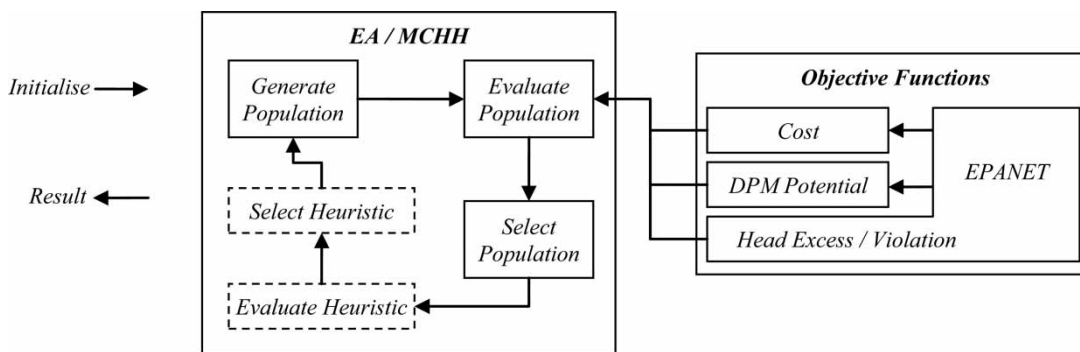 EA / MCHH
Initialise
Generate
Population
Evaluate
Population
Select Heuristic
Select
Population
Evaluate Heuristic
Result
Objective Functions
Cost
DPM Potential
Head Excess / Violation
EPANET